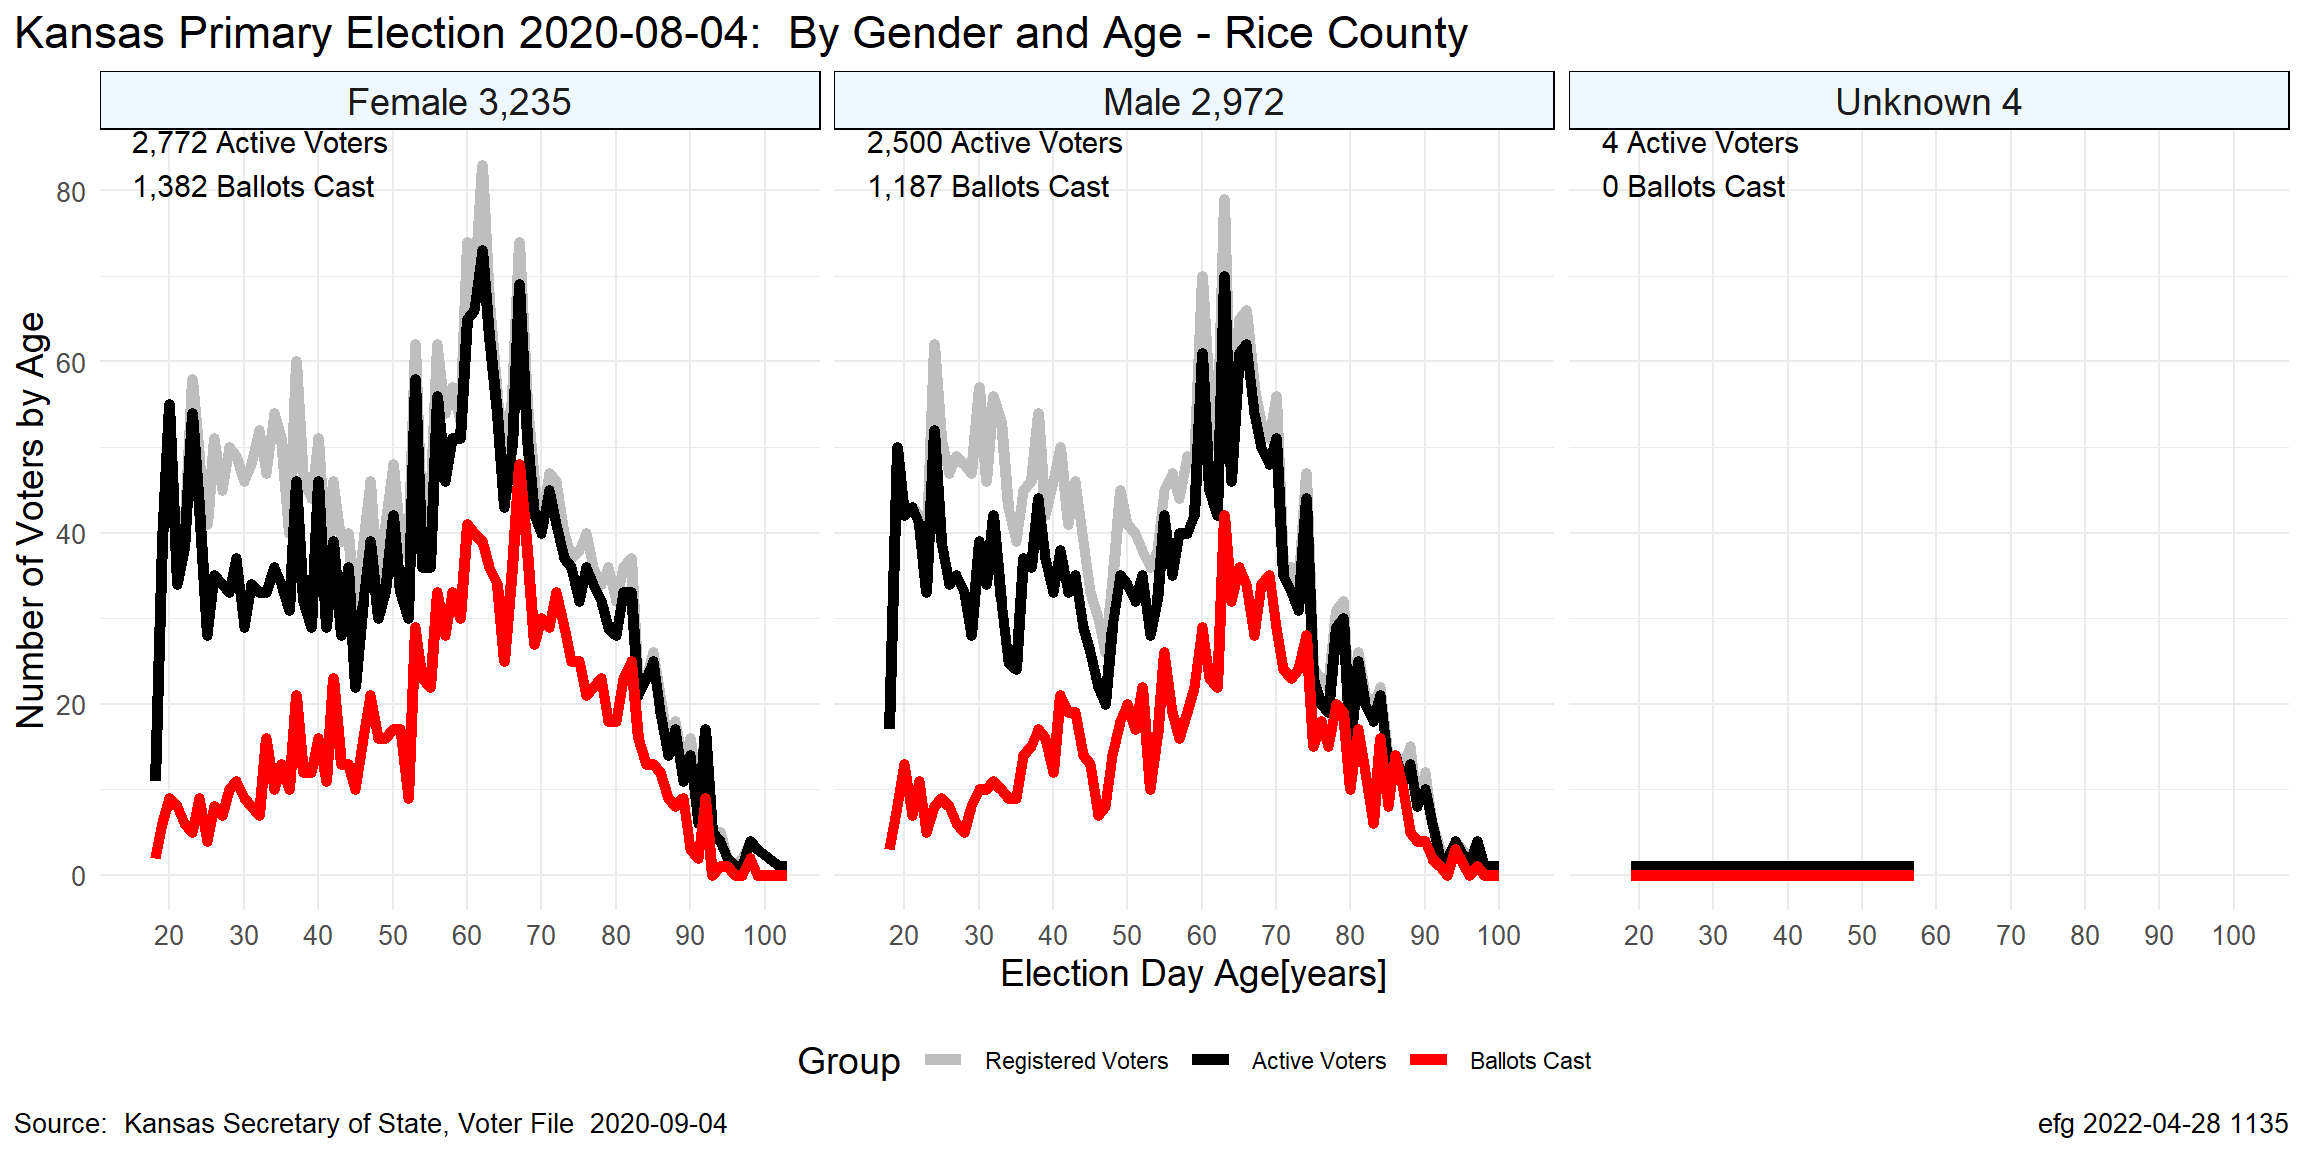 Kansas Primary Election 2020-08-04:  By Gender and Age - Rice County
Female 3,235
Male 2,972
Unknown 4
2,772 Active Voters
1,382 Ballots Cast
2,500 Active Voters
1,187 Ballots Cast
4 Active Voters
0 Ballots Cast
Number of Voters by Age
80
60
40
20
0
20 30 40 50 60 70 80 90 100
20 30 40 50 60 70 80 90 100
20 30 40 50 60 70 80 90 100
Election Day Age[years]
Group Registered Voters Active Voters Ballots Cast
Source:  Kansas Secretary of State, Voter File  2020-09-04
efg 2022-04-28 1135